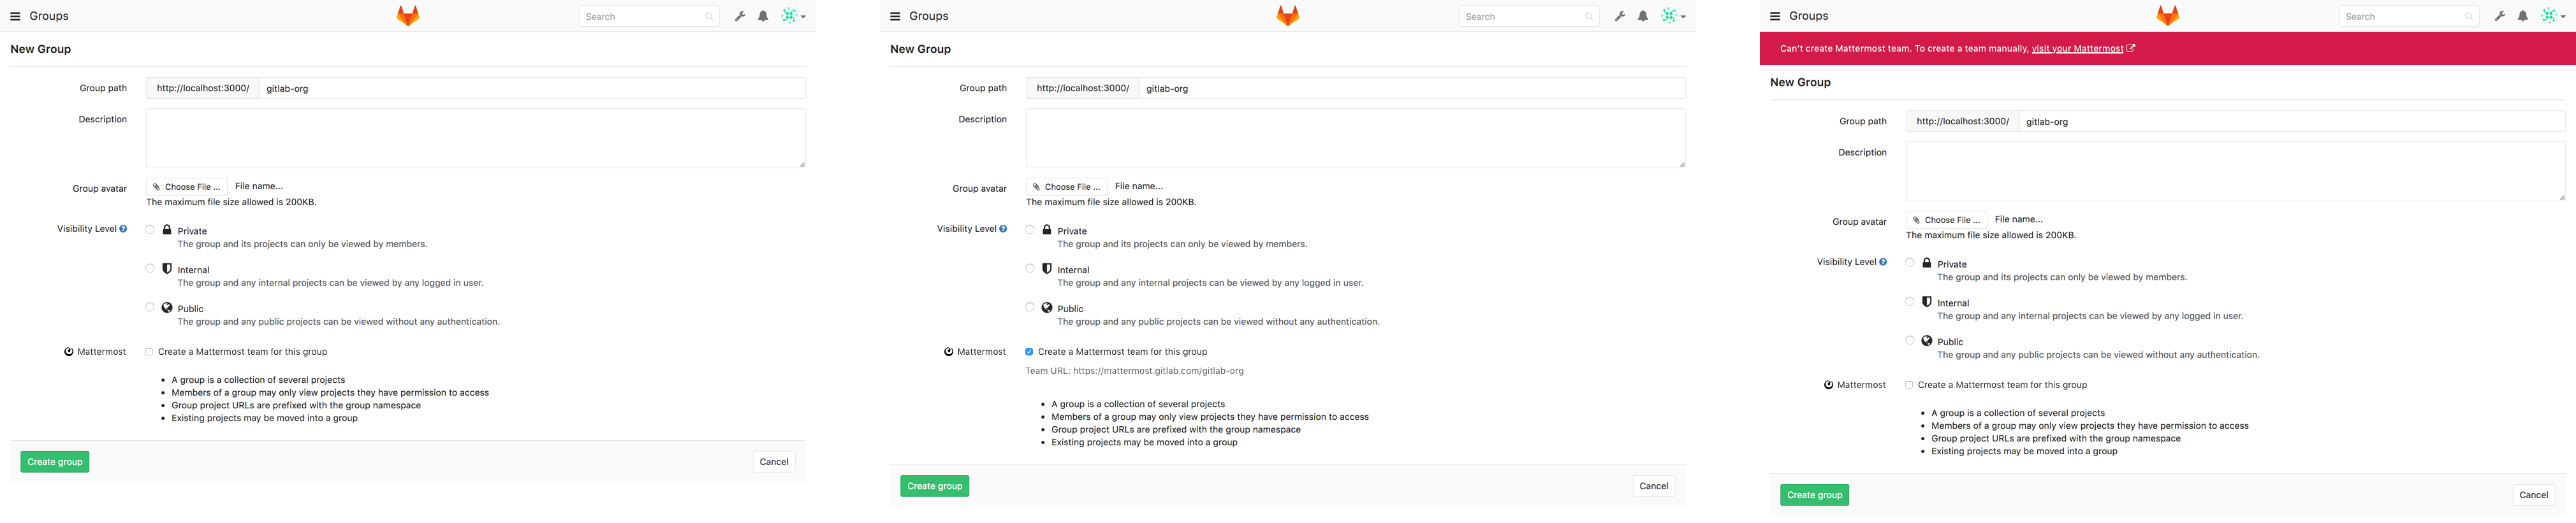 Groups
Search
New Group
Group path
http://localhost:3000/
gitlab-org
Description
Group avatar
Choose File ...
File name...
The maximum file size allowed is 200KB.
Visibility Level
Private
The group and its projects can only be viewed by members.
Internal
The group and any internal projects can be viewed by any logged in user.
Public
The group and any public projects can be viewed without any authentication.
Mattermost
Create a Mattermost team for this group
A group is a collection of several projects
Members of a group may only view projects they have permission to access
Group project URLs are prefixed with the group namespace
Existing projects may be moved into a group
Create group
Cancel
Groups
Search
New Group
Group path
http://localhost:3000/
gitlab-org
Description
Group avatar
Choose File ...
File name...
The maximum file size allowed is 200KB.
Visibility Level
Private
The group and its projects can only be viewed by members.
Internal
The group and any internal projects can be viewed by any logged in user.
Public
The group and any public projects can be viewed without any authentication.
Mattermost
Create a Mattermost team for this group
Team URL: https://mattermost.gitlab.com/gitlab-org
A group is a collection of several projects
Members of a group may only view projects they have permission to access
Group project URLs are prefixed with the group namespace
Existing projects may be moved into a group
Create group
Cancel
Groups
Search
Can't create Mattermost team. To create a team manually, visit your Mattermost
New Group
Group path
http://localhost:3000/
gitlab-org
Description
Group avatar
Choose File ...
File name...
The maximum file size allowed is 200KB.
Visibility Level
Private
The group and its projects can only be viewed by members.
Internal
The group and any internal projects can be viewed by any logged in user.
Public
The group and any public projects can be viewed without any authentication.
Mattermost
Create a Mattermost team for this group
A group is a collection of several projects
Members of a group may only view projects they have permission to access
Group project URLs are prefixed with the group namespace
Existing projects may be moved into a group
Create group
Cancel